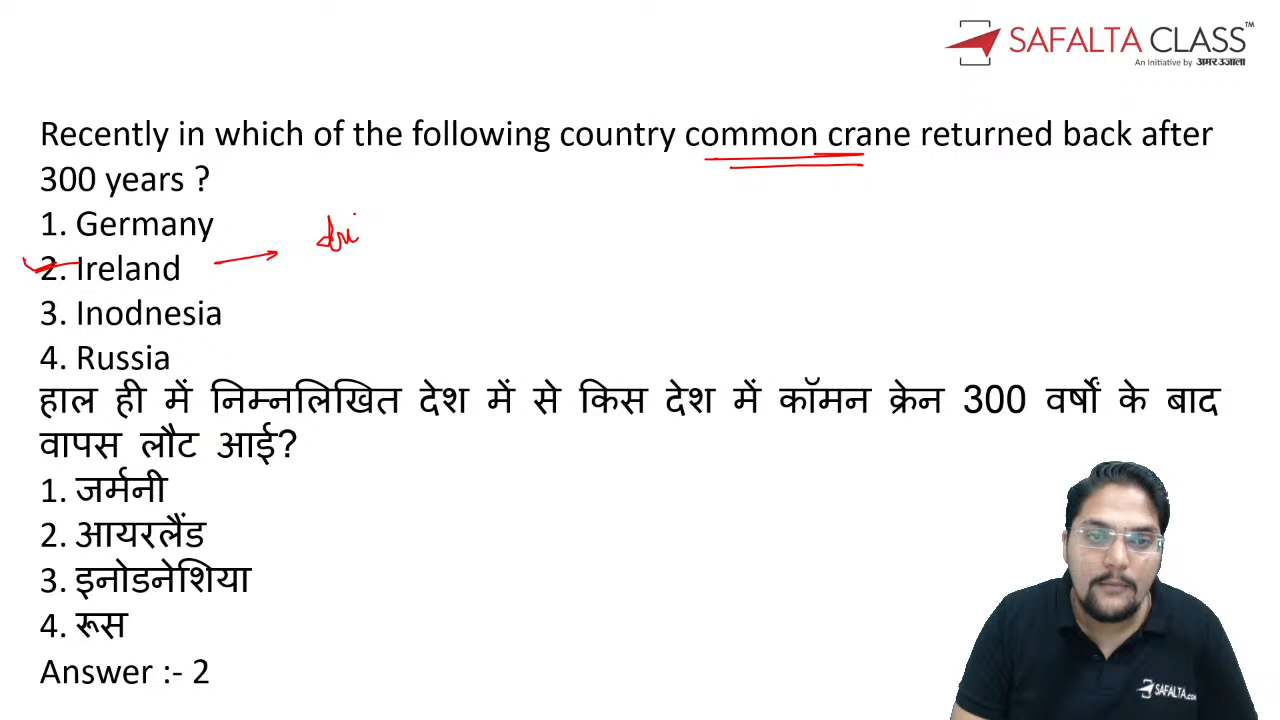 SAFALTA CLASS™
An Initiative by अमर उजाला
Recently in which of the following country common crane returned back after
300 years ?
1. Germany
2. Ireland
3. Inodnesia
4. Russia
हाल ही में निम्नलिखित देश में से किस देश में कॉमन क्रेन 300 वर्षों के बाद
वापस लौट आई?
1. जर्मनी
2. आयरलैंड
3. इनोडनेशिया
4. रूस
Answer :- 2
SAFALTA.COM